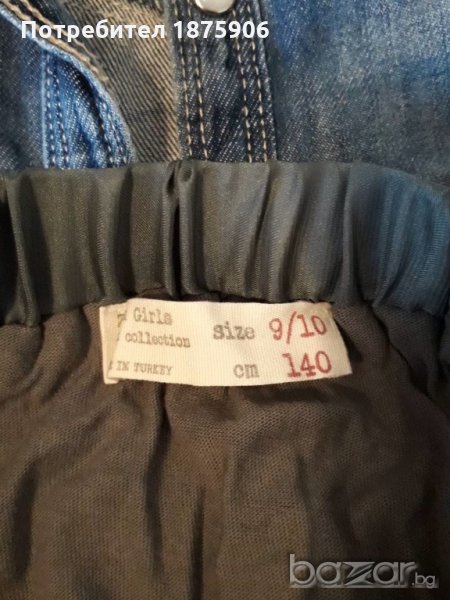 Потребител 1875906
Girls
collection
size 9/10
IN TURKEY
cm 140
bazar.bg